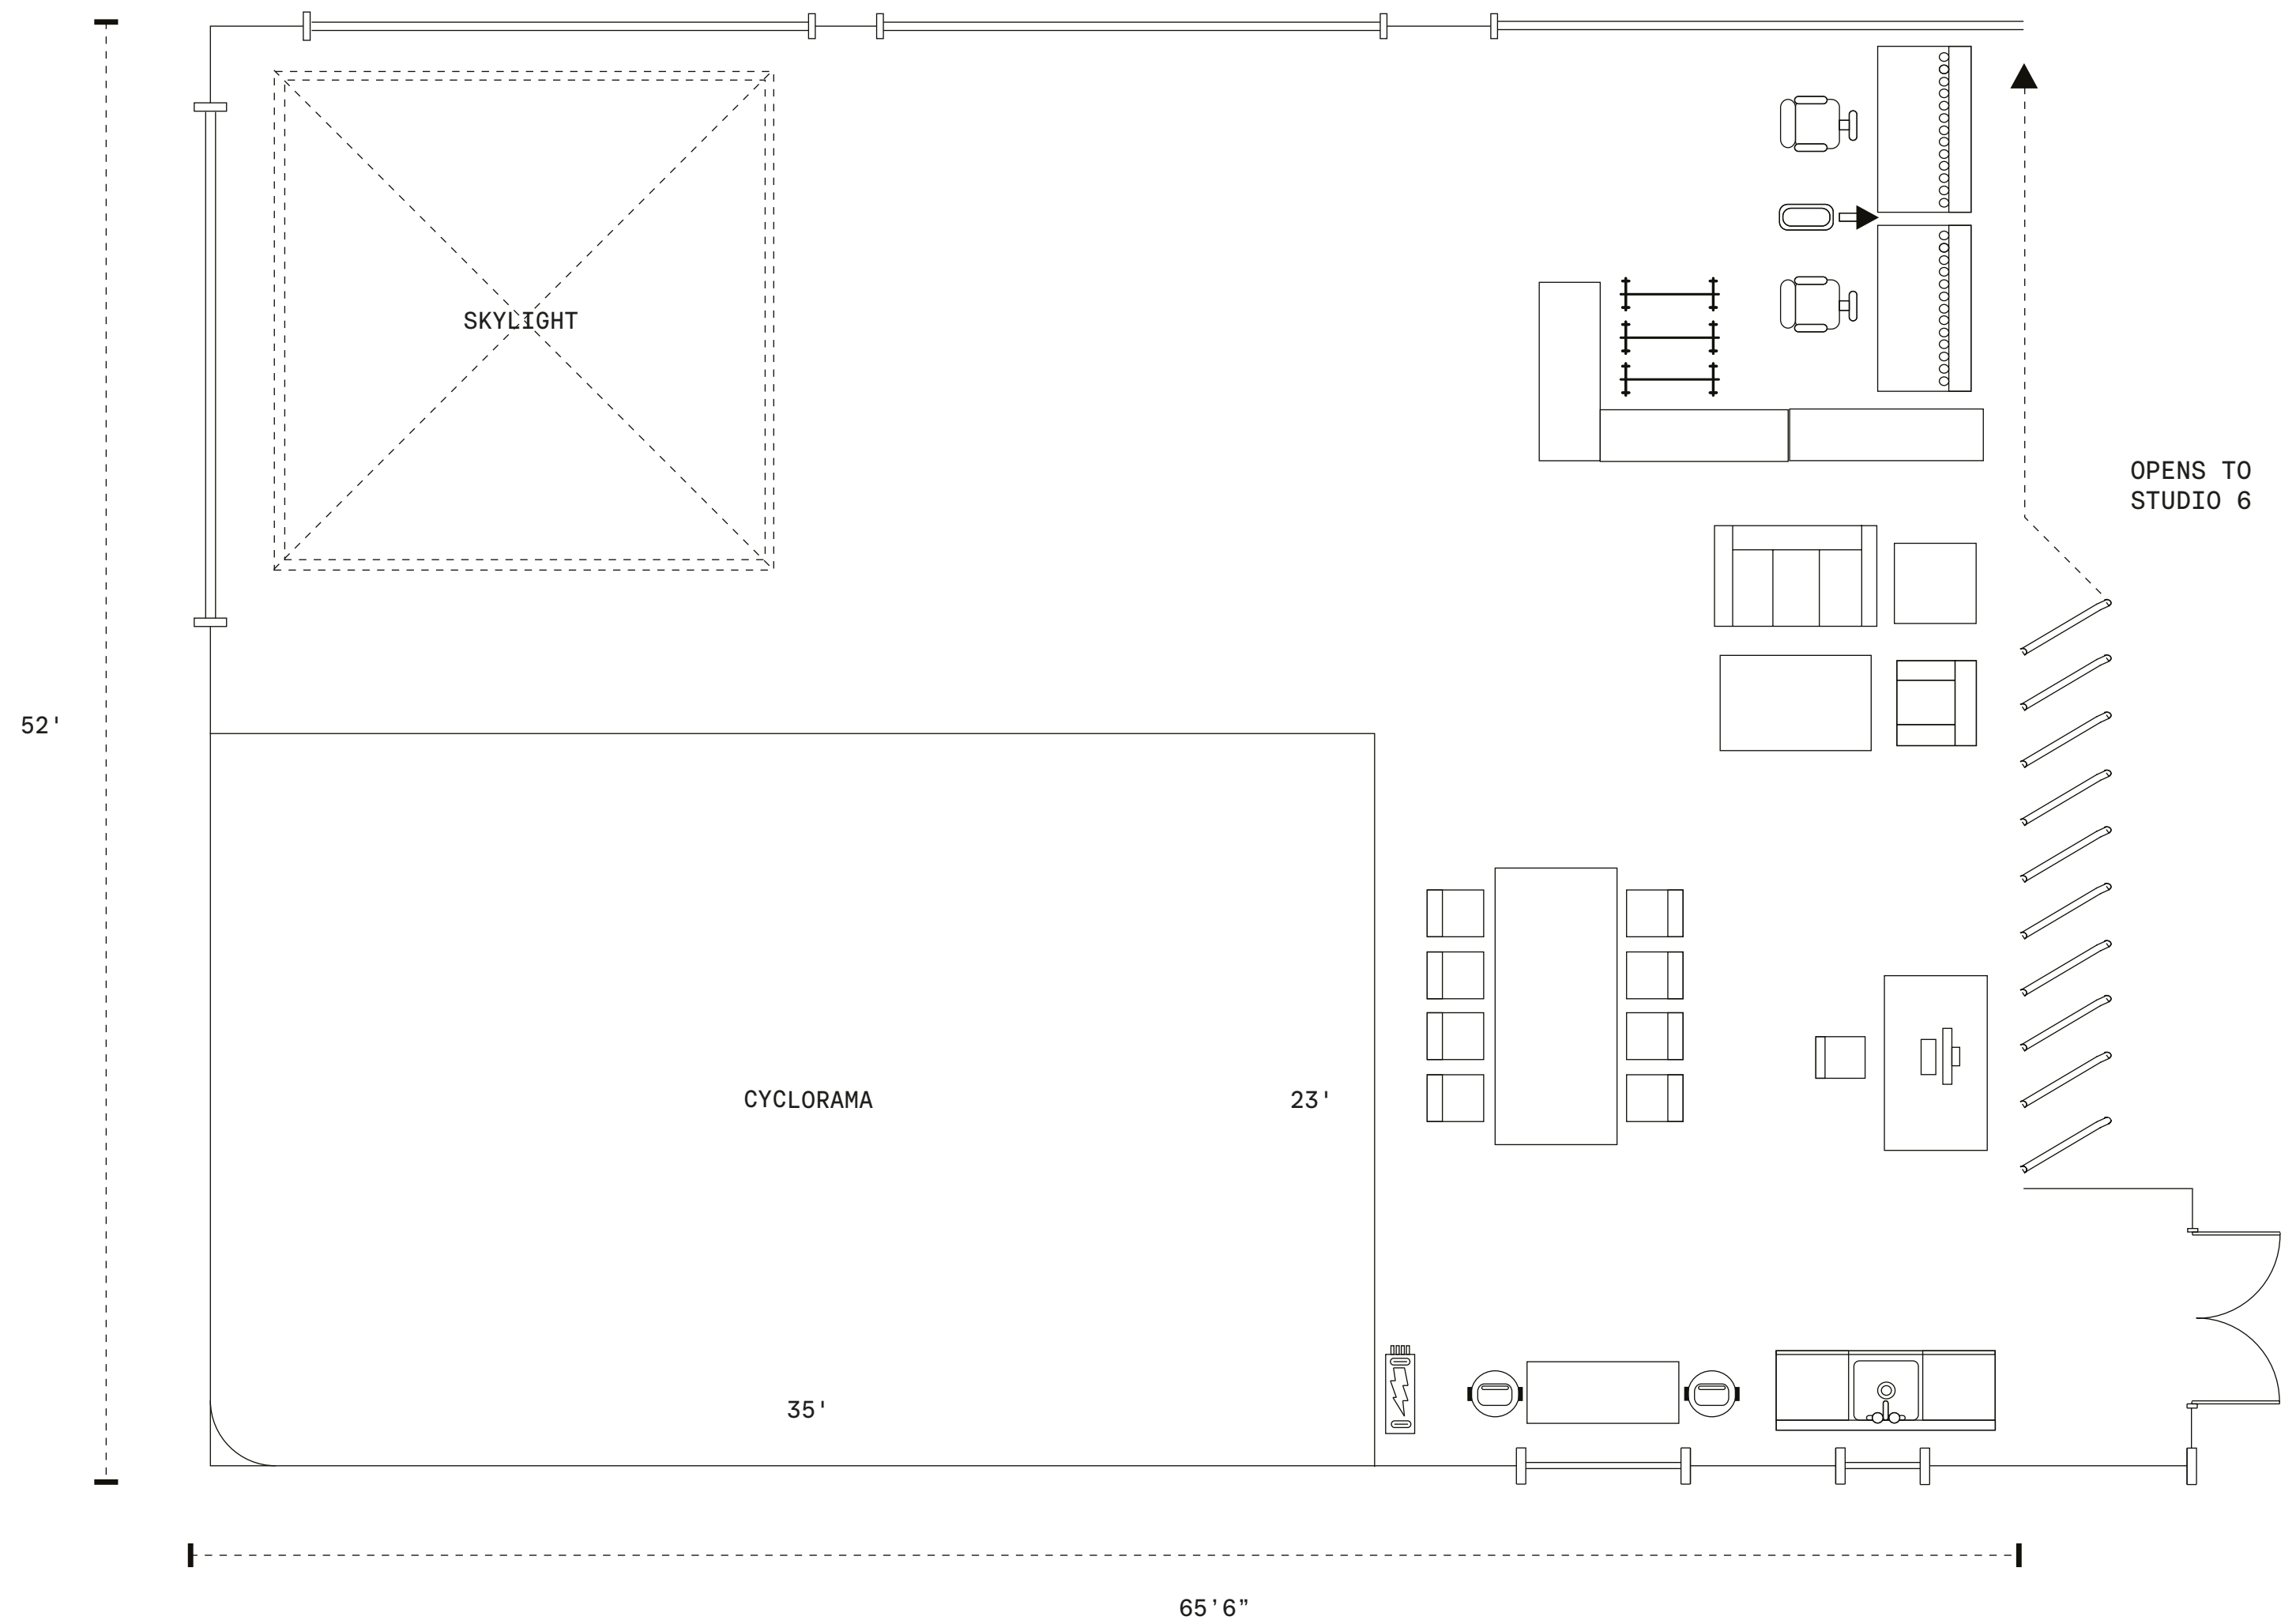 SKYLIGHT
OPENS TO
STUDIO 6
52'
CYCLORAMA
23'
35'
65’6”